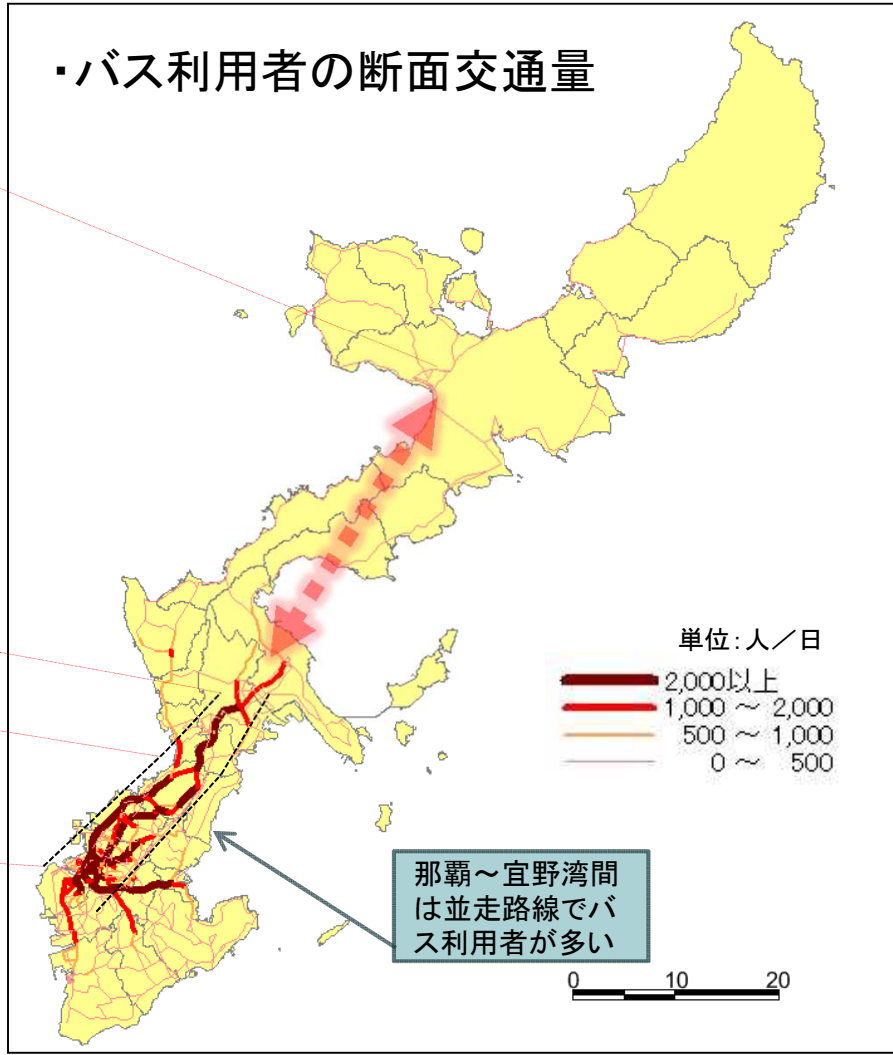 ・バス利用者の断面交通量
単位：人／日
2,000以上
1,000 ～ 2,000
500 ～ 1,000
0 ～ 500
那覇～宜野湾間
は並走路線でバ
ス利用者が多い
0 10 20